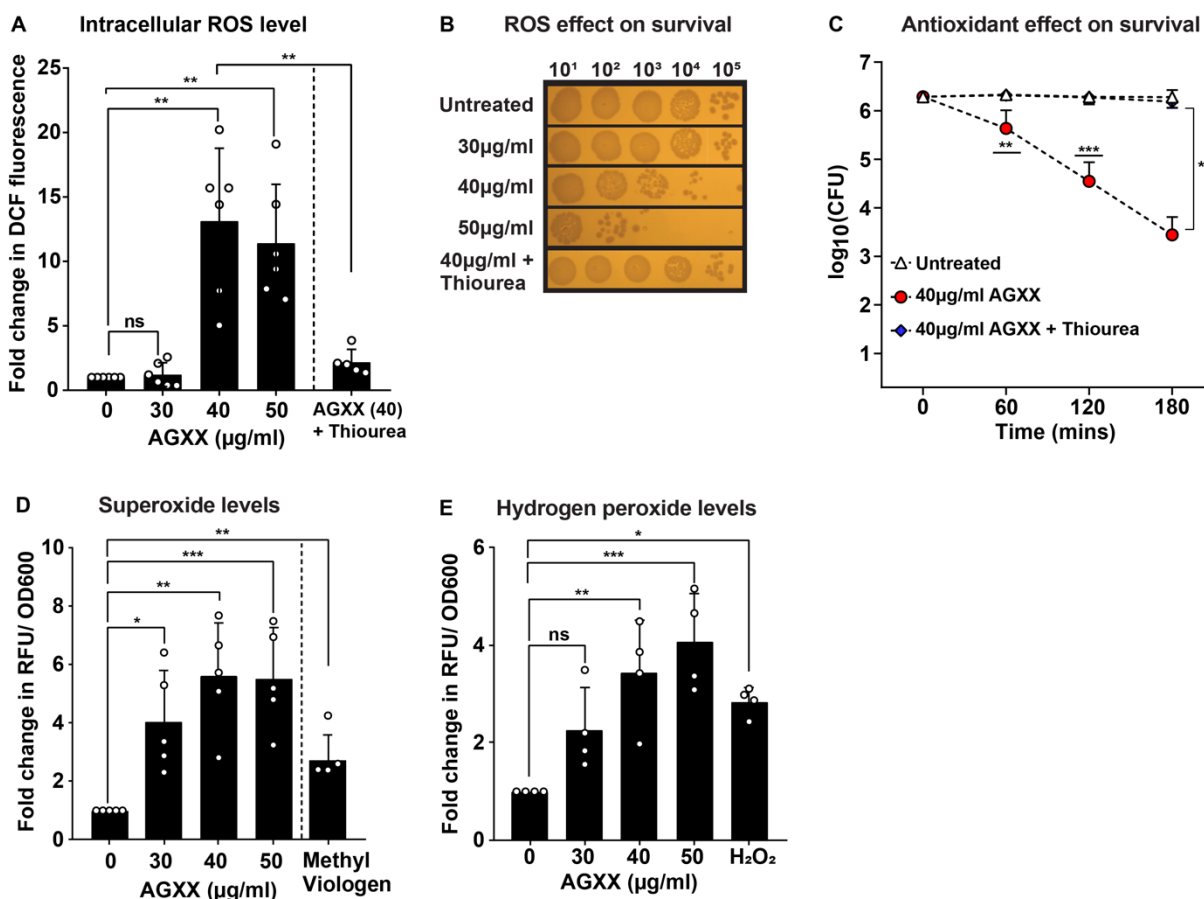 A Intracellular ROS level
Fold change in DCF fluorescence
25
20
15
10
5
0
ns
**
**
**
0 30 40 50 AGXX (40)
+ Thiourea
AGXX (µg/ml)
B ROS effect on survival
10¹ 10² 10³ 10⁴ 10⁵
Untreated
30µg/ml
40µg/ml
50µg/ml
40µg/ml +
Thiourea
C Antioxidant effect on survival
log₁₀(CFU)
7
6
5
4
3
2
1
**
***
*
Untreated
40µg/ml AGXX
40µg/ml AGXX + Thiourea
0 60 120 180
Time (mins)
D Superoxide levels
Fold change in RFU/ OD600
10
8
6
4
2
0
**
***
**
*
0 30 40 50 Methyl
Viologen
AGXX (µg/ml)
E Hydrogen peroxide levels
Fold change in RFU/ OD600
6
4
2
0
*
***
**
ns
0 30 40 50 H₂O₂
AGXX (µg/ml)